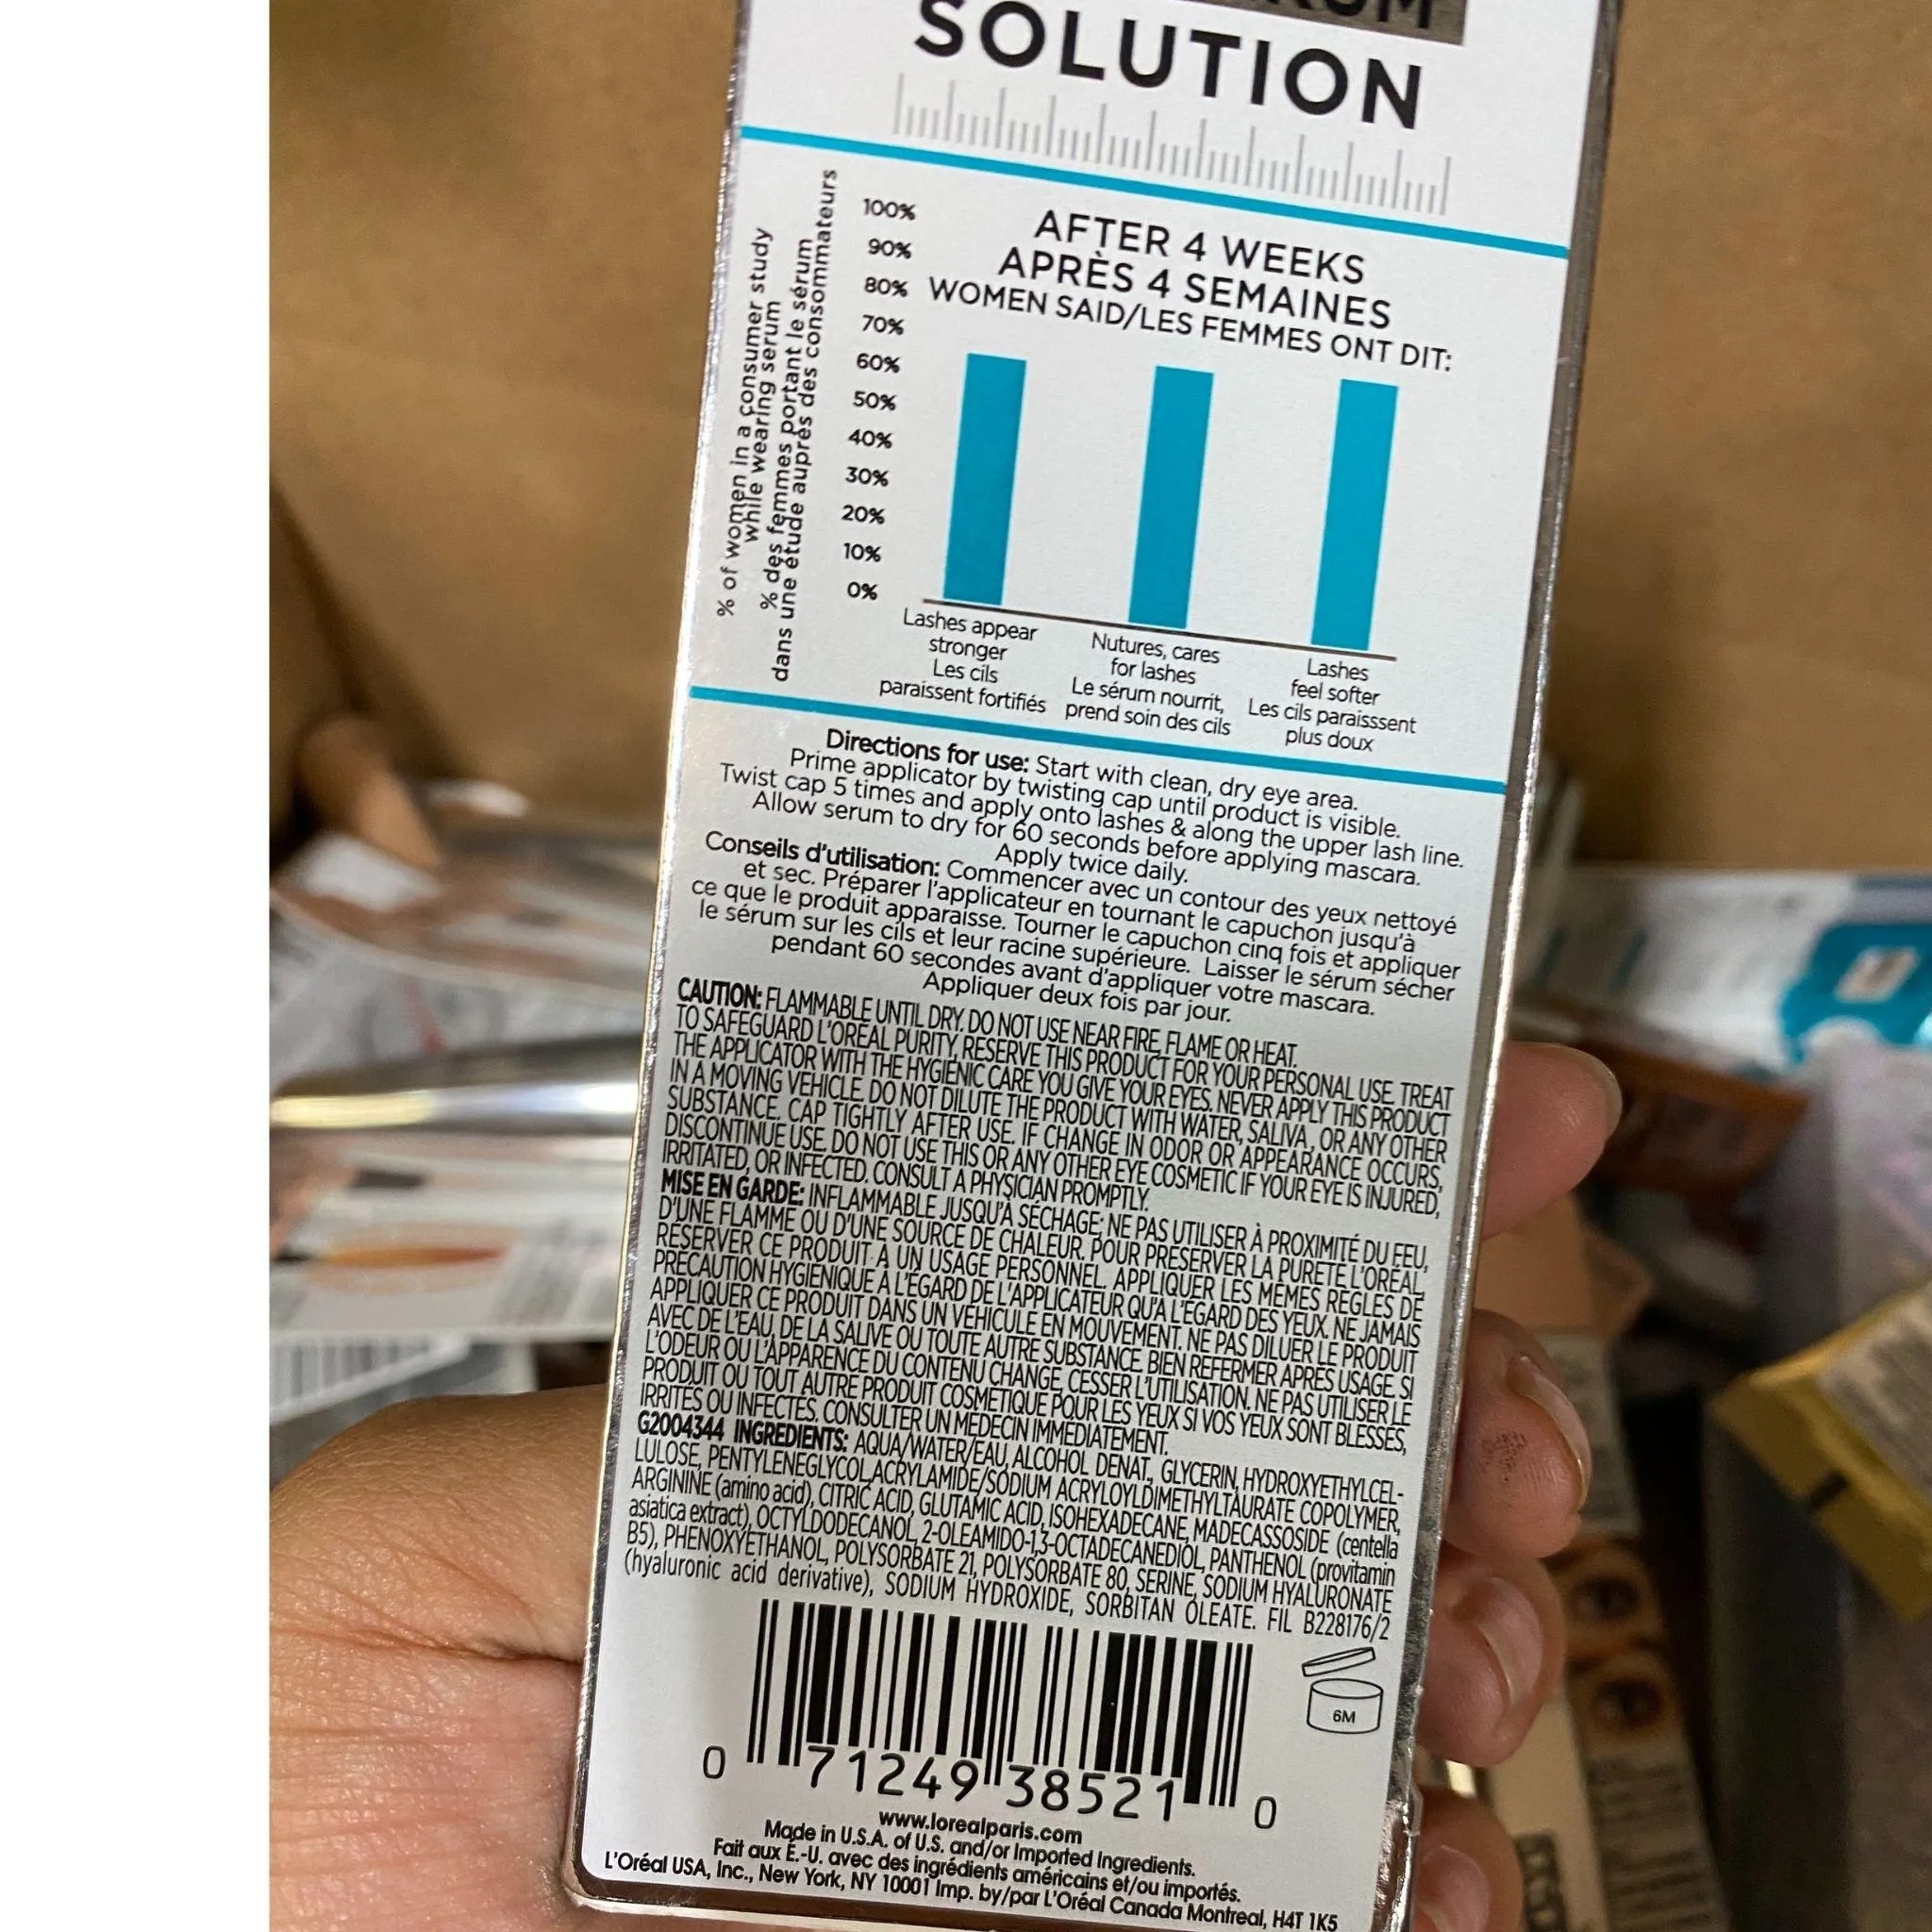 SOLUTION
% of women in a consumer study
while wearing serum
% des femmes portant le sérum
dans une étude auprès des consommateurs
100%
90%
80%
70%
60%
50%
40%
30%
20%
10%
0%
AFTER 4 WEEKS
APRÈS 4 SEMAINES
WOMEN SAID/LES FEMMES ONT DIT:
Lashes appear
stronger
Les cils
paraissent fortifiés
Nutures, cares
for lashes
Le sérum nourrit,
prend soin des cils
Lashes
feel softer
Les cils paraisssent
plus doux
Directions for use: Start with clean, dry eye area.
Prime applicator by twisting cap until product is visible.
Twist cap 5 times and apply onto lashes & along the upper lash line.
Allow serum to dry for 60 seconds before applying mascara.
Apply twice daily.
Conseils d'utilisation: Commencer avec un contour des yeux nettoyé
et sec. Préparer l'applicateur en tournant le capuchon jusqu'à
ce que le produit apparaisse. Tourner le capuchon cinq fois et appliquer
le sérum sur les cils et leur racine supérieure. Laisser le sérum sécher
pendant 60 secondes avant d'appliquer votre mascara.
Appliquer deux fois par jour.
CAUTION: FLAMMABLE UNTIL DRY. DO NOT USE NEAR FIRE, FLAME OR HEAT.
TO SAFEGUARD L'ORÉAL PURITY, RESERVE THIS PRODUCT FOR YOUR PERSONAL USE. TREAT
THE APPLICATOR WITH THE HYGIENIC CARE YOU GIVE YOUR EYES. NEVER APPLY THIS PRODUCT
IN A MOVING VEHICLE. DO NOT DILUTE THE PRODUCT WITH WATER, SALIVA, OR ANY OTHER
SUBSTANCE. CAP TIGHTLY AFTER USE. IF CHANGE IN ODOR OR APPEARANCE OCCURS,
DISCONTINUE USE. DO NOT USE THIS OR ANY OTHER EYE COSMETIC IF YOUR EYE IS INJURED,
IRRITATED, OR INFECTED. CONSULT A PHYSICIAN PROMPTLY.
MISE EN GARDE: INFLAMMABLE JUSQU'À SÉCHAGE; NE PAS UTILISER À PROXIMITÉ DU FEU,
D'UNE FLAMME OU D'UNE SOURCE DE CHALEUR. POUR PRÉSERVER LA PURETÉ L'ORÉAL,
RÉSERVER CE PRODUIT À UN USAGE PERSONNEL. APPLIQUER LES MÊMES RÈGLES DE
PRÉCAUTION HYGIÉNIQUE À L'ÉGARD DE L'APPLICATEUR QU'À L'ÉGARD DES YEUX. NE JAMAIS
APPLIQUER CE PRODUIT DANS UN VÉHICULE EN MOUVEMENT. NE PAS DILUER LE PRODUIT
AVEC DE L'EAU, DE LA SALIVE OU TOUTE AUTRE SUBSTANCE. BIEN REFERMER APRÈS USAGE. SI
L'ODEUR OU L'APPARENCE DU CONTENU CHANGE, CESSER L'UTILISATION. NE PAS UTILISER LE
PRODUIT OU TOUT AUTRE PRODUIT COSMÉTIQUE POUR LES YEUX SI VOS YEUX SONT BLESSÉS,
IRRITÉS OU INFECTÉS. CONSULTER UN MÉDECIN IMMÉDIATEMENT.
G2004344 INGREDIENTS: AQUA/WATER/EAU, ALCOHOL DENAT., GLYCERIN, HYDROXYETHYLCEL-
LULOSE, PENTYLENEGLYCOL, ACRYLAMIDE/SODIUM ACRYLOYLDIMETHYLTAURATE COPOLYMER,
ARGININE (amino acid), CITRIC ACID, GLUTAMIC ACID, ISOHEXADECANE, MADECASSOSIDE (centella
asiatica extract), OCTYLDODECANOL, 2-OLEAMIDO-1,3-OCTADECANEDIOL, PANTHENOL (provitamin
B5), PHENOXYETHANOL, POLYSORBATE 21, POLYSORBATE 80, SERINE, SODIUM HYALURONATE
(hyaluronic acid derivative), SODIUM HYDROXIDE, SORBITAN OLEATE. FIL B228176/2
6M
0 71249 38521 0
www.lorealparis.com
Made in U.S.A. of U.S. and/or Imported Ingredients.
Fait aux É.-U. avec des ingrédients américains et/ou importés.
L'Oréal USA, Inc., New York, NY 10001 Imp. by/par L'Oréal Canada Montreal, H4T 1K5